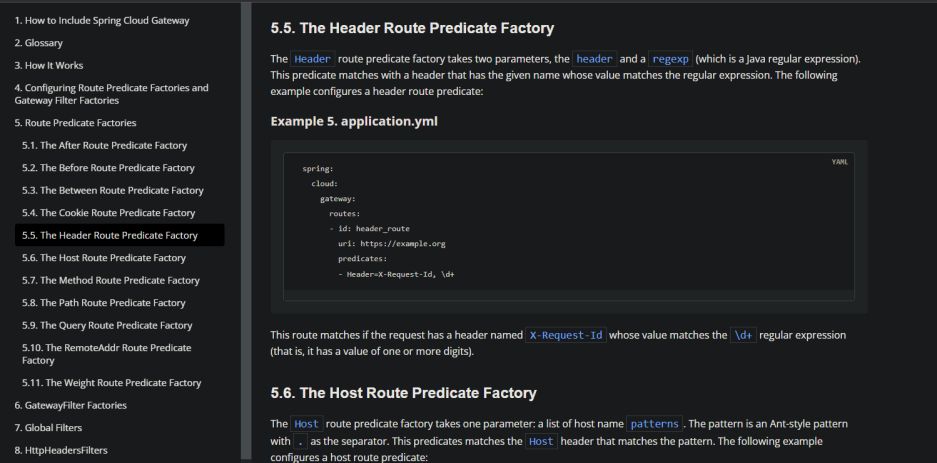 1. How to Include Spring Cloud Gateway
2. Glossary
3. How It Works
4. Configuring Route Predicate Factories and
Gateway Filter Factories
5. Route Predicate Factories
5.1. The After Route Predicate Factory
5.2. The Before Route Predicate Factory
5.3. The Between Route Predicate Factory
5.4. The Cookie Route Predicate Factory
5.5. The Header Route Predicate Factory
5.6. The Host Route Predicate Factory
5.7. The Method Route Predicate Factory
5.8. The Path Route Predicate Factory
5.9. The Query Route Predicate Factory
5.10. The RemoteAddr Route Predicate
Factory
5.11. The Weight Route Predicate Factory
6. GatewayFilter Factories
7. Global Filters
8. HttpHeadersFilters
5.5. The Header Route Predicate Factory
The Header route predicate factory takes two parameters, the header and a regexp (which is a Java regular expression).
This predicate matches with a header that has the given name whose value matches the regular expression. The following
example configures a header route predicate:
Example 5. application.yml
YAML
spring:
cloud:
gateway:
routes:
- id: header_route
uri: https://example.org
predicates:
- Header=X-Request-Id, \d+
This route matches if the request has a header named X-Request-Id whose value matches the \d+ regular expression
(that is, it has a value of one or more digits).
5.6. The Host Route Predicate Factory
The Host route predicate factory takes one parameter: a list of host name patterns. The pattern is an Ant-style pattern
with . as the separator. This predicates matches the Host header that matches the pattern. The following example
configures a host route predicate: